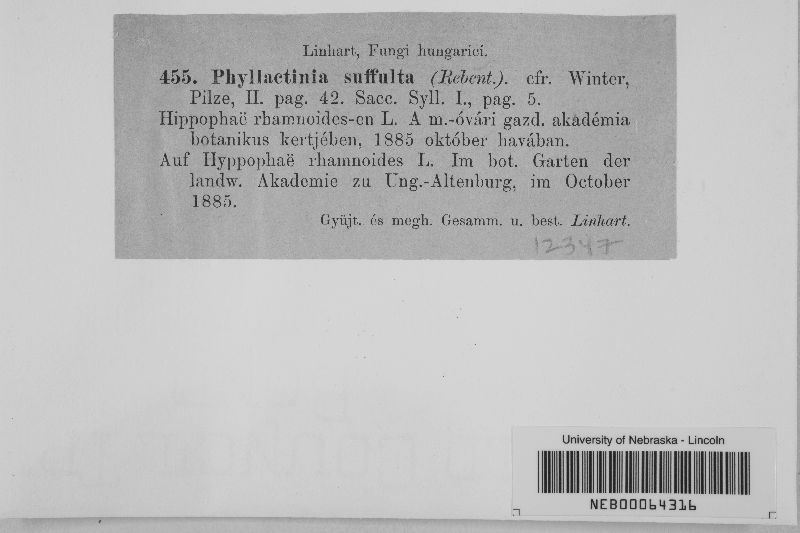 Linhart, Fungi hungarici.
455. Phyllactinia suffulta (Rebent.). cfr. Winter,
Pilze, II. pag. 42. Sacc. Syll. I., pag. 5.
Hippophaë rhamnoides-en L. A m.-óvári gazd. akadémia
botanikus kertjében, 1885 október havában.
Auf Hyppophaë rhamnoides L. Im bot. Garten der
landw. Akademie zu Ung.-Altenburg, im October
1885.
Gyüjt. és megh. Gesamm. u. best. Linhart.
12347
University of Nebraska - Lincoln
NEB00064316